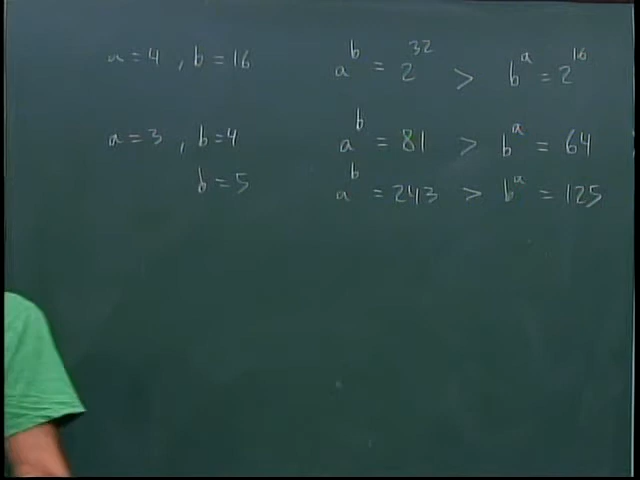 a = 4 , b = 16 a^b = 2^32 > b^a = 2^16
a = 3 , b = 4 a^b = 81 > b^a = 64
b = 5 a^b = 243 > b^a = 125